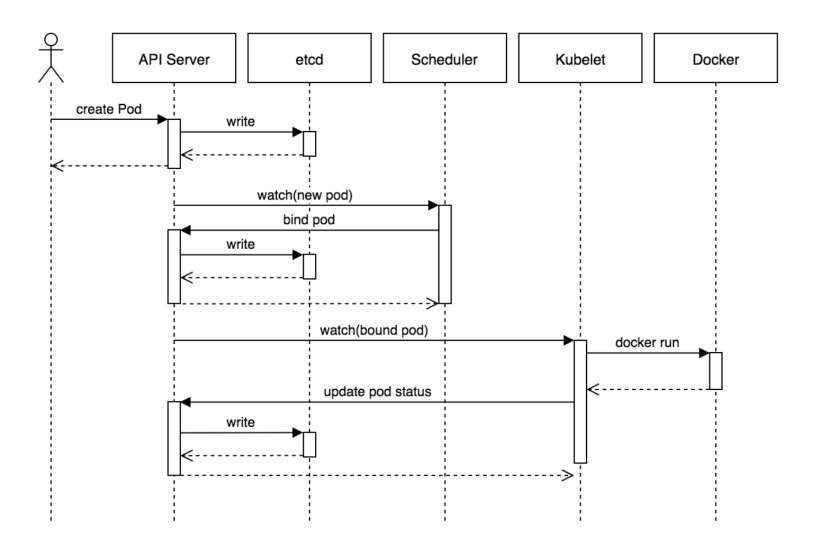 API Server
etcd
Scheduler
Kubelet
Docker
create Pod
write
watch(new pod)
bind pod
write
watch(bound pod)
docker run
update pod status
write